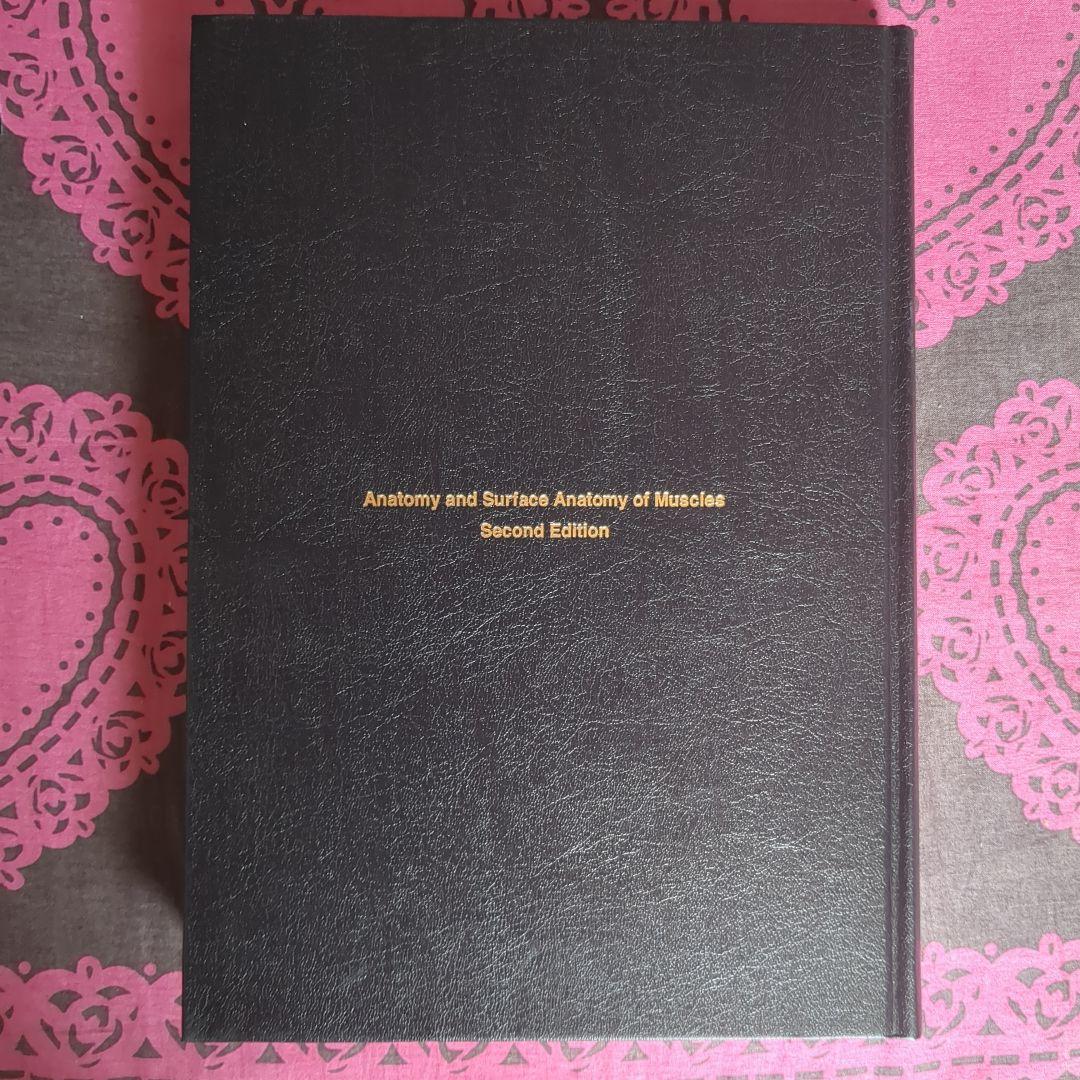 Anatomy and Surface Anatomy of Muscles
Second Edition